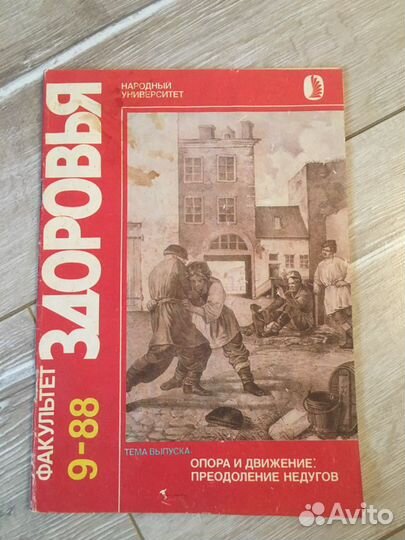 НАРОДНЫЙ
УНИВЕРСИТЕТ
ФАКУЛЬТЕТ
ЗДОРОВЬЯ
9-88
ТЕМА ВЫПУСКА:
ОПОРА И ДВИЖЕНИЕ:
ПРЕОДОЛЕНИЕ НЕДУГОВ
Avito